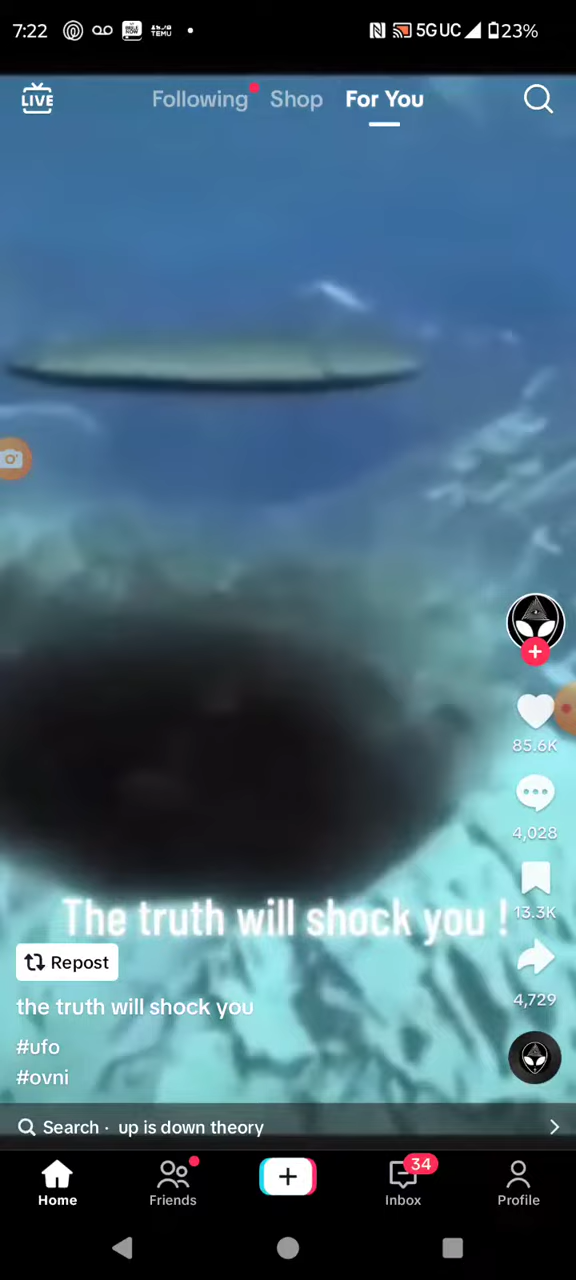 7:22
TEMU
5G UC
23%
LIVE
Following
Shop
For You
85.6K
4,028
The truth will shock you !
13.3K
Repost
the truth will shock you
4,729
#ufo
#ovni
Search · up is down theory
34
Home
Friends
Inbox
Profile